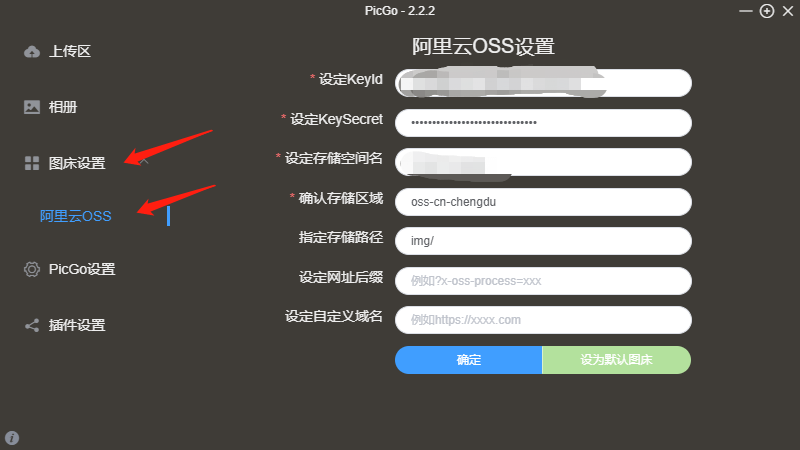 PicGo - 2.2.2
上传区
相册
图床设置
阿里云OSS
PicGo设置
插件设置
阿里云OSS设置
* 设定KeyId
* 设定KeySecret
••••••••••••••••••••••••••••••
* 设定存储空间名
* 确认存储区域
oss-cn-chengdu
指定存储路径
img/
设定网址后缀
例如?x-oss-process=xxx
设定自定义域名
例如https://xxxx.com
确定
设为默认图床